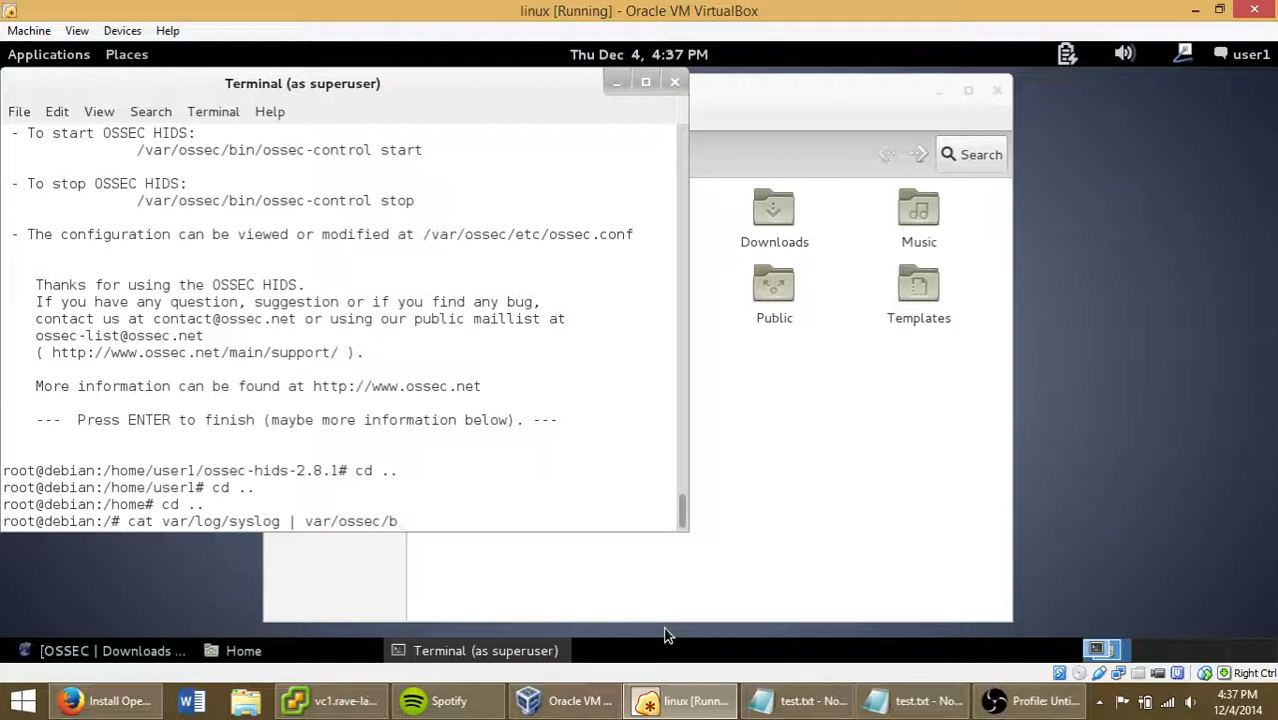 linux [Running] - Oracle VM VirtualBox
Machine View Devices Help
Applications Places Thu Dec 4, 4:37 PM user1
Terminal (as superuser)
File Edit View Search Terminal Help
- To start OSSEC HIDS:
/var/ossec/bin/ossec-control start
- To stop OSSEC HIDS:
/var/ossec/bin/ossec-control stop
- The configuration can be viewed or modified at /var/ossec/etc/ossec.conf
Thanks for using the OSSEC HIDS.
If you have any question, suggestion or if you find any bug,
contact us at contact@ossec.net or using our public maillist at
ossec-list@ossec.net
( http://www.ossec.net/main/support/ ).
More information can be found at http://www.ossec.net
--- Press ENTER to finish (maybe more information below). ---
root@debian:/home/user1/ossec-hids-2.8.1# cd ..
root@debian:/home/user1# cd ..
root@debian:/home# cd ..
root@debian:/# cat var/log/syslog | var/ossec/b
Search
Downloads Music
Public Templates
[OSSEC | Downloads ... Home Terminal (as superuser)
Right Ctrl
Install Ope... vc1.rave-la... Spotify Oracle VM ... linux [Runn... test.txt - No... test.txt - No... Profile: Unti...
4:37 PM
12/4/2014